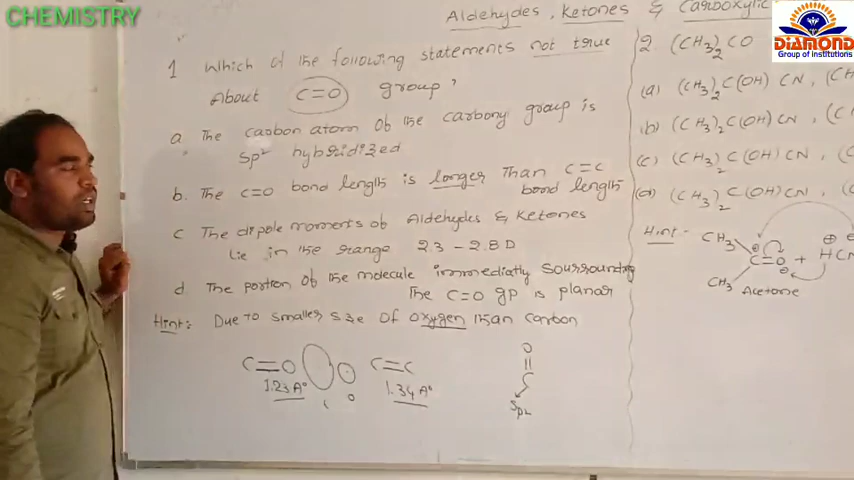 CHEMISTRY
DIAMOND
Group of Institutions
Aldehydes, Ketones & Carboxylic
1 Which of the following statements not true
About C=O group?
a The carbon atom of the carbony group is
sp² hybridized
b. The C=O bond length is longer Than C=C
bond length
c The dipole moments of Aldehydes & Ketones
Lie in the range 2.3 - 2.8 D
d The portion of the molecule immediatly sourrounding
The C=O gp is planar
Hint: Due to smaller size of oxygen than carbon
C=O O O C=C
1.23 A° 1.34 A°
C O
O
||
C
Sp2
2 (CH3)2 CO
(a) (CH3)2 C(OH) CN, (CH
(b) (CH3)2 C(OH) CN, (
(c) (CH3)2 C(OH) CN, (
(d) (CH3)2 C(OH) CN, (
Hint - CH3 ⊕ ⊖
C=O + HCN
⊕ ⊖
CH3 Acetone